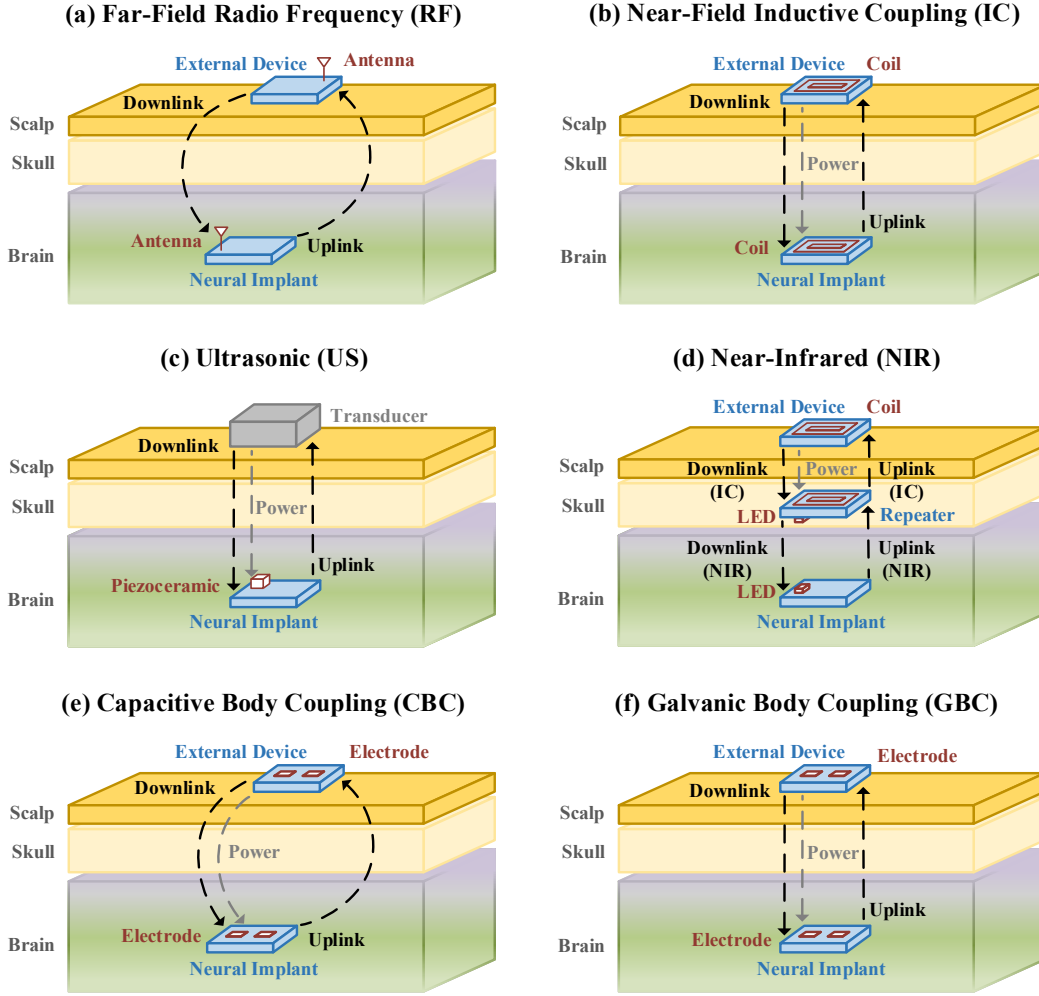 (a) Far-Field Radio Frequency (RF)
External Device
Antenna
Downlink
Scalp
Skull
Brain
Antenna
Uplink
Neural Implant
(b) Near-Field Inductive Coupling (IC)
External Device
Coil
Downlink
Scalp
Skull
Power
Brain
Uplink
Coil
Neural Implant
(c) Ultrasonic (US)
Transducer
Downlink
Scalp
Skull
Power
Brain
Uplink
Piezoceramic
Neural Implant
(d) Near-Infrared (NIR)
External Device
Coil
Scalp
Skull
Downlink
(IC)
Power
Uplink
(IC)
LED
Repeater
Downlink
(NIR)
Uplink
(NIR)
Brain
LED
Neural Implant
(e) Capacitive Body Coupling (CBC)
External Device
Electrode
Downlink
Scalp
Skull
Power
Brain
Electrode
Uplink
Neural Implant
(f) Galvanic Body Coupling (GBC)
External Device
Electrode
Downlink
Scalp
Skull
Power
Brain
Uplink
Electrode
Neural Implant